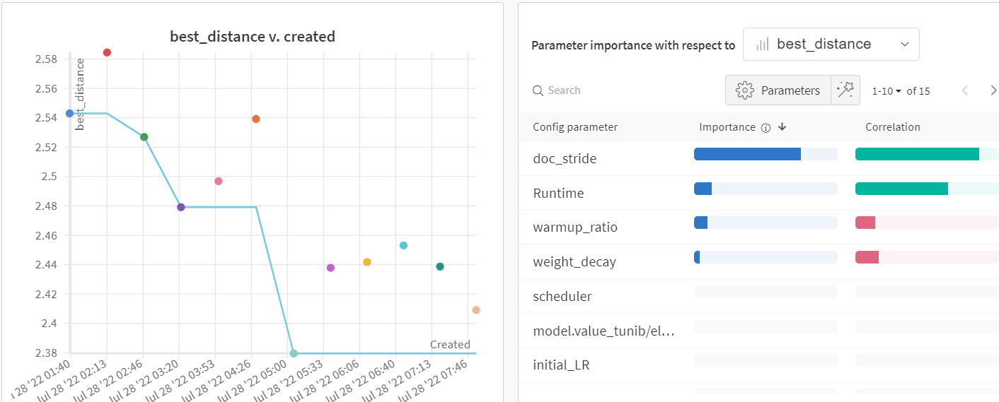 best_distance v. created
best_distance
2.58
2.56
2.54
2.52
2.5
2.48
2.46
2.44
2.42
2.4
2.38
Created
l 28 '22 01:40
Jul 28 '22 02:13
Jul 28 '22 02:46
Jul 28 '22 03:20
Jul 28 '22 03:53
Jul 28 '22 04:26
Jul 28 '22 05:00
Jul 28 '22 05:33
Jul 28 '22 06:06
Jul 28 '22 06:40
Jul 28 '22 07:13
Jul 28 '22 07:46
Parameter importance with respect to best_distance
Search Parameters 1-10 of 15
Config parameter Importance Correlation
doc_stride
Runtime
warmup_ratio
weight_decay
scheduler
model.value_tunib/el...
initial_LR